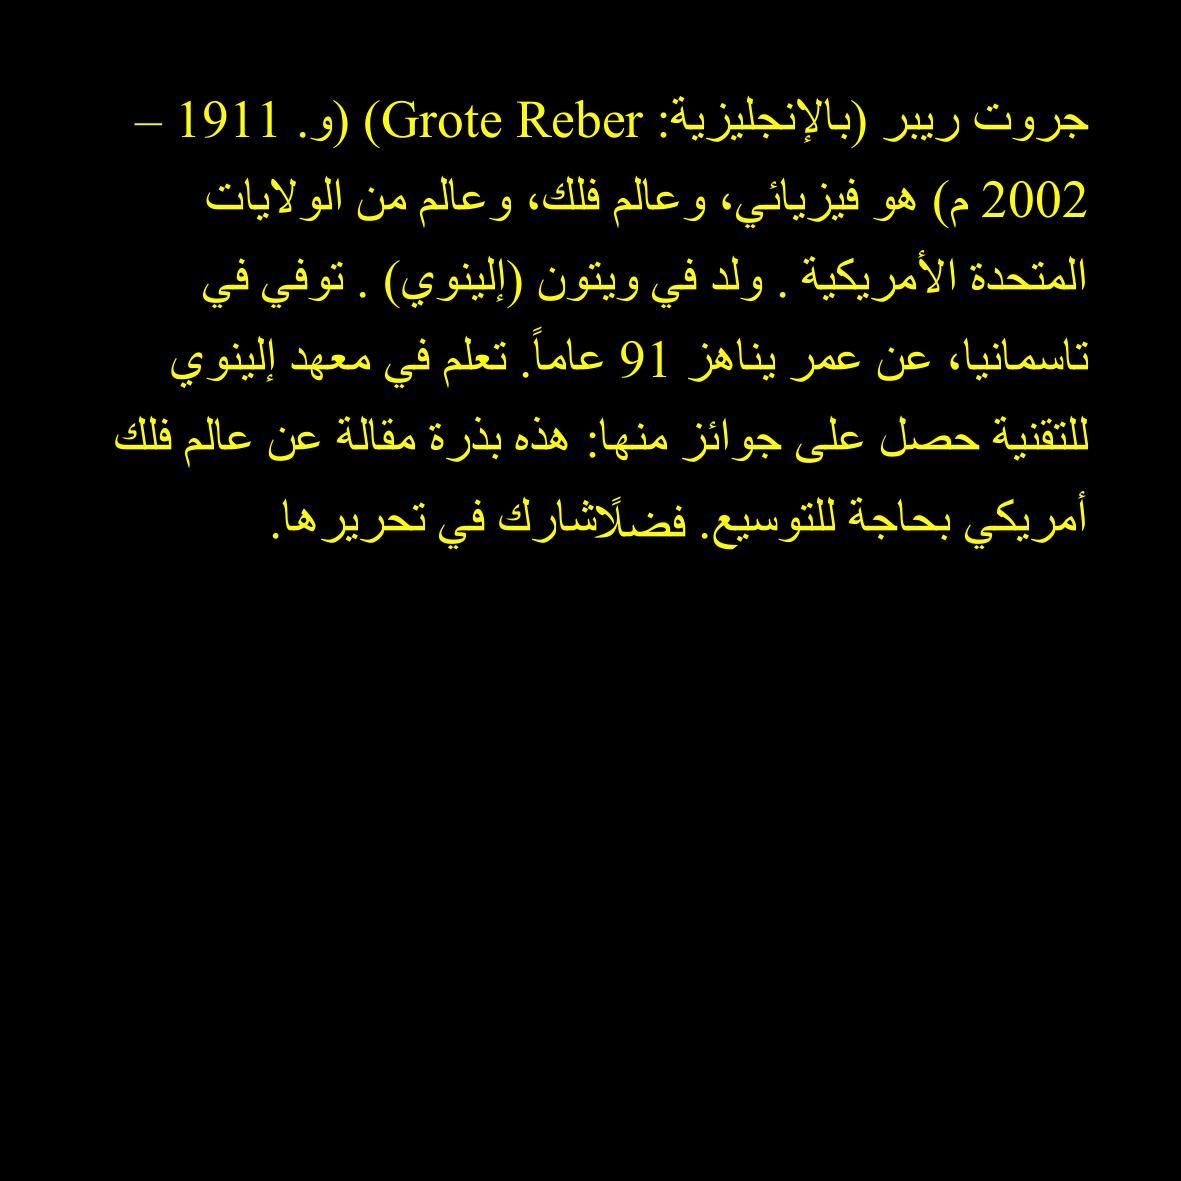 جروت ريبر (بالإنجليزية: Grote Reber) (و. 1911 –
2002 م) هو فيزيائي، وعالم فلك، وعالم من الولايات
المتحدة الأمريكية . ولد في ويتون (إلينوي) . توفي في
تاسمانيا، عن عمر يناهز 91 عاماً. تعلم في معهد إلينوي
للتقنية حصل على جوائز منها: هذه بذرة مقالة عن عالم فلك
أمريكي بحاجة للتوسيع. فضلًاشارك في تحريرها.